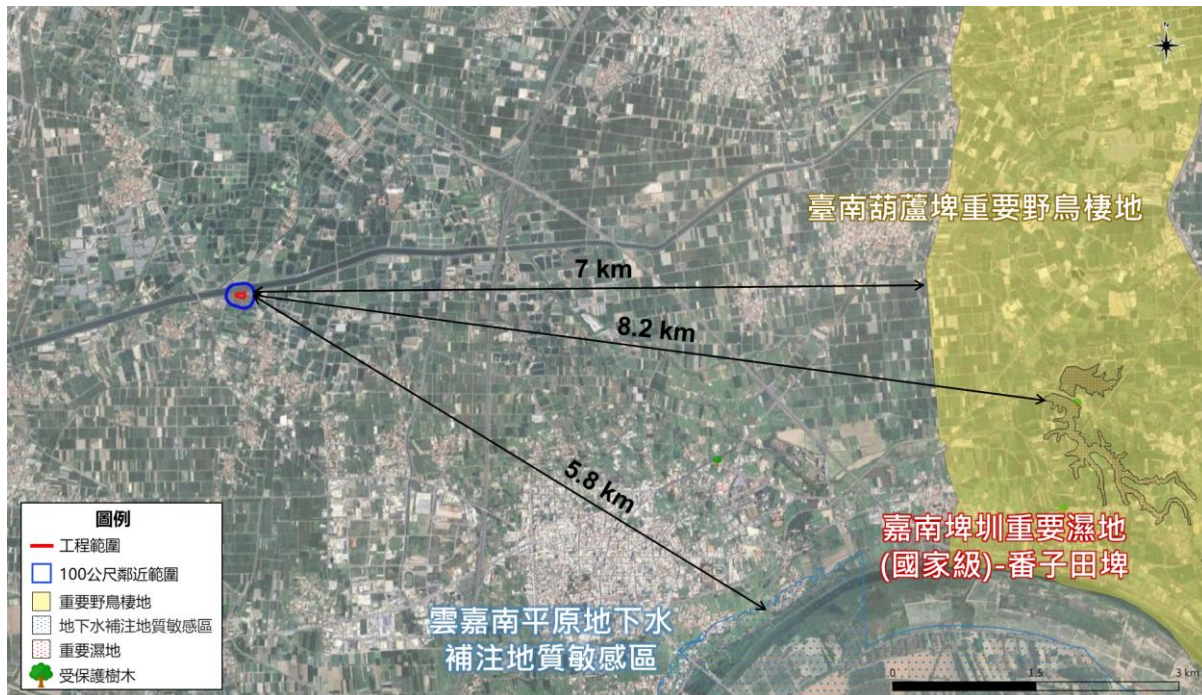 N
臺南葫蘆埤重要野鳥棲地
7 km
8.2 km
5.8 km
嘉南埤圳重要濕地
(國家級)-番子田埤
雲嘉南平原地下水
補注地質敏感區
圖例
工程範圍
100公尺鄰近範圍
重要野鳥棲地
地下水補注地質敏感區
重要濕地
受保護樹木
0 1.5 3 km